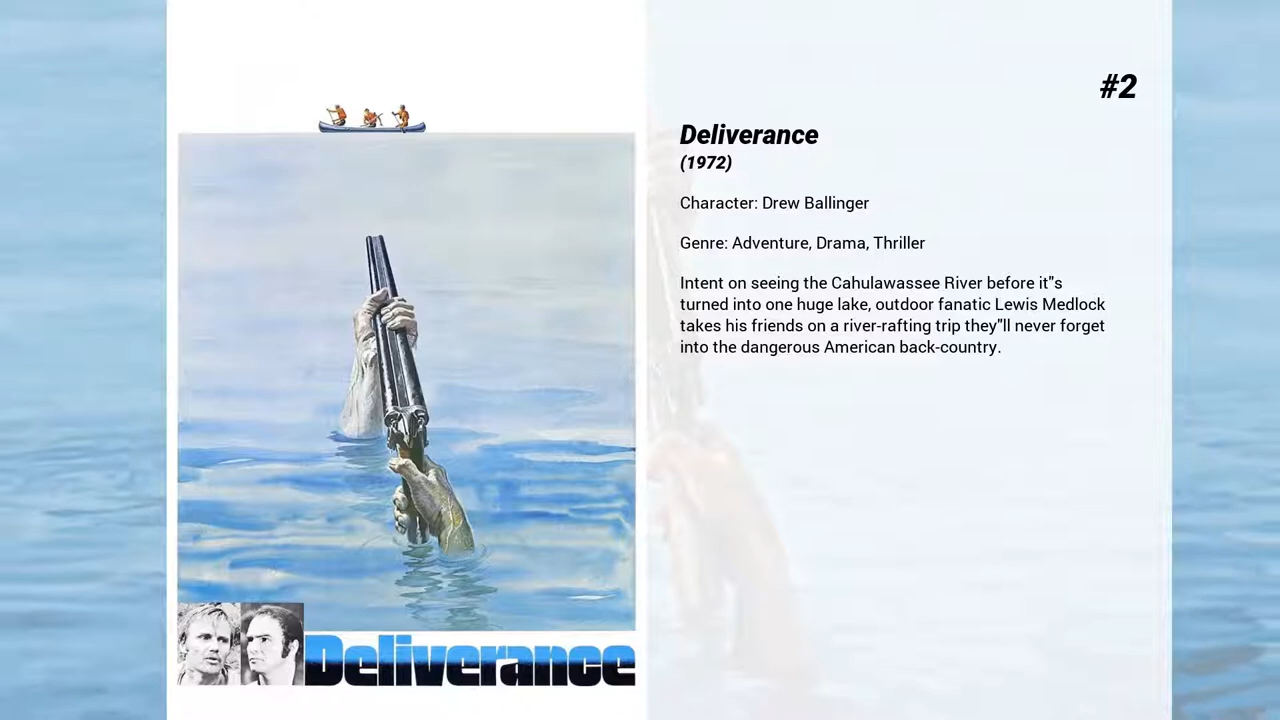 #2
Deliverance
(1972)
Character: Drew Ballinger
Genre: Adventure, Drama, Thriller
Intent on seeing the Cahulawassee River before it"s
turned into one huge lake, outdoor fanatic Lewis Medlock
takes his friends on a river-rafting trip they"ll never forget
into the dangerous American back-country.
Deliverance